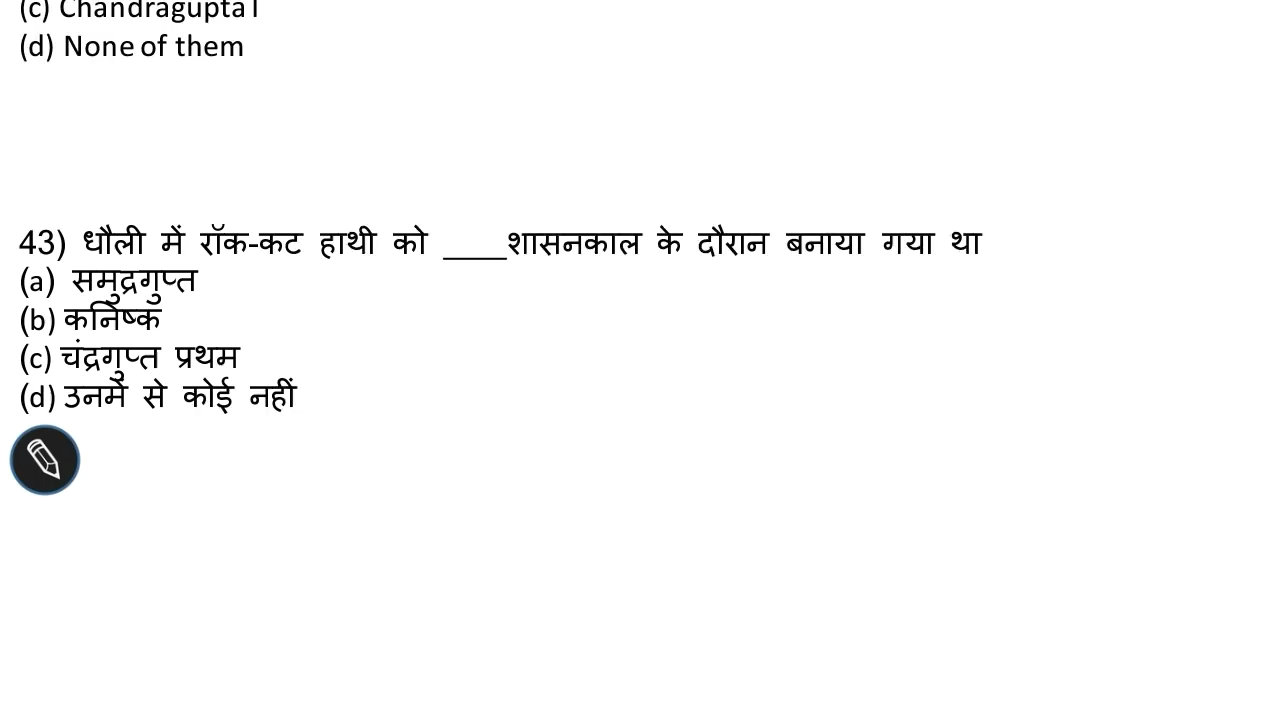 (c) Chandragupta I
(d) None of them
43) धौली में रॉक-कट हाथी को ____शासनकाल के दौरान बनाया गया था
(a) समुद्रगुप्त
(b) कनिष्क
(c) चंद्रगुप्त प्रथम
(d) उनमें से कोई नहीं